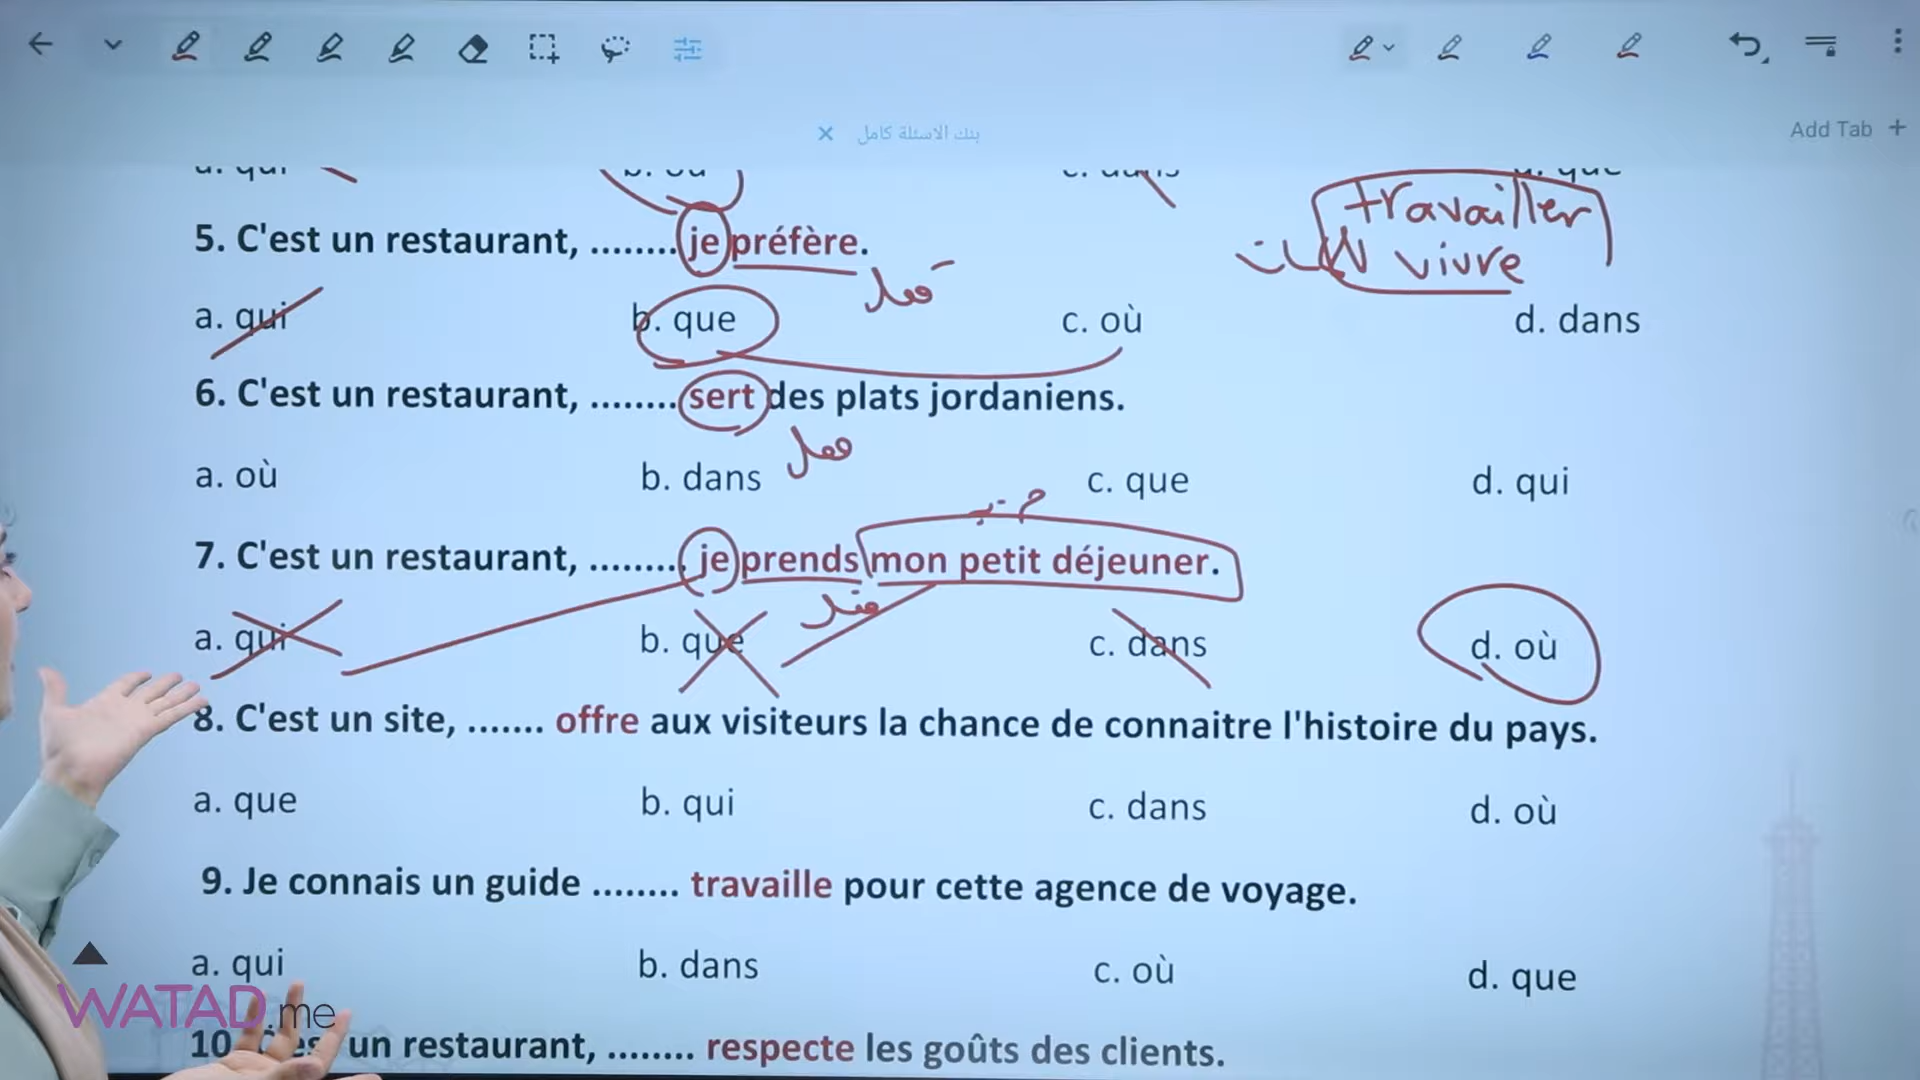 بنك الاسئلة كامل
Add Tab
5. C'est un restaurant, ........ je préfère.
travailler
vivre
فعل
a. qui b. que c. où d. dans
6. C'est un restaurant, ........ sert des plats jordaniens.
فعل
a. où b. dans c. que d. qui
7. C'est un restaurant, ......... je prends mon petit déjeuner.
فعل
a. qui b. que c. dans d. où
8. C'est un site, ....... offre aux visiteurs la chance de connaitre l'histoire du pays.
a. que b. qui c. dans d. où
9. Je connais un guide ........ travaille pour cette agence de voyage.
a. qui b. dans c. où d. que
WATAD.me
10 un restaurant, ........ respecte les goûts des clients.